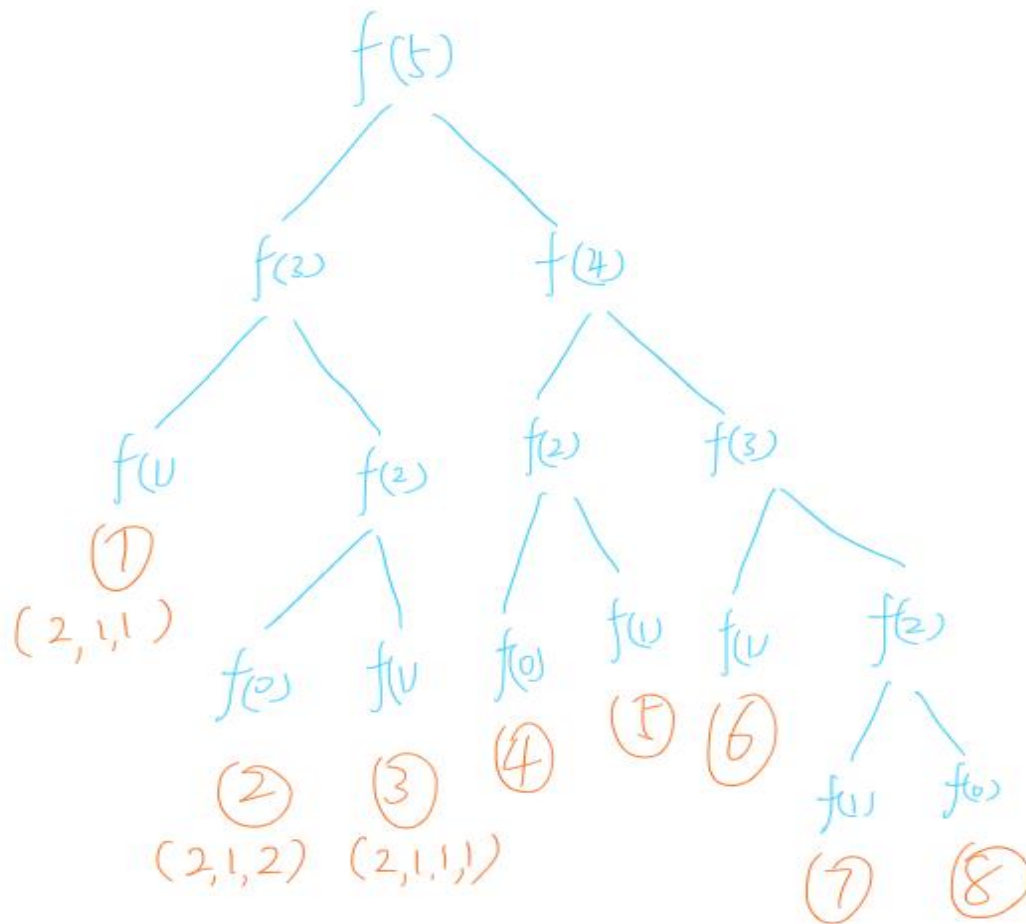 f(5)
f(3) f(4)
f(1) f(2) f(2) f(3)
①
(2,1,1)
f(0) f(1) f(0) f(1) f(1) f(2)
② ③ ④ ⑤ ⑥
(2,1,2) (2,1,1,1)
f(1) f(0)
⑦ ⑧